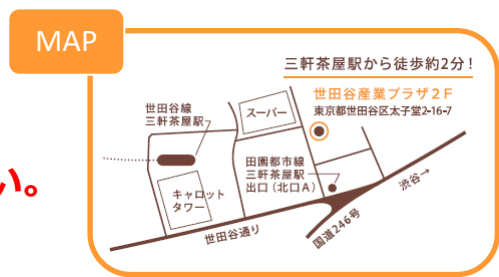 MAP
三軒茶屋駅から徒歩約2分!
世田谷産業プラザ2F
東京都世田谷区太子堂2-16-7
世田谷線
三軒茶屋駅
スーパー
田園都市線
三軒茶屋駅
出口(北口A)
キャロット
タワー
い。
世田谷通り
国道246号
渋谷→